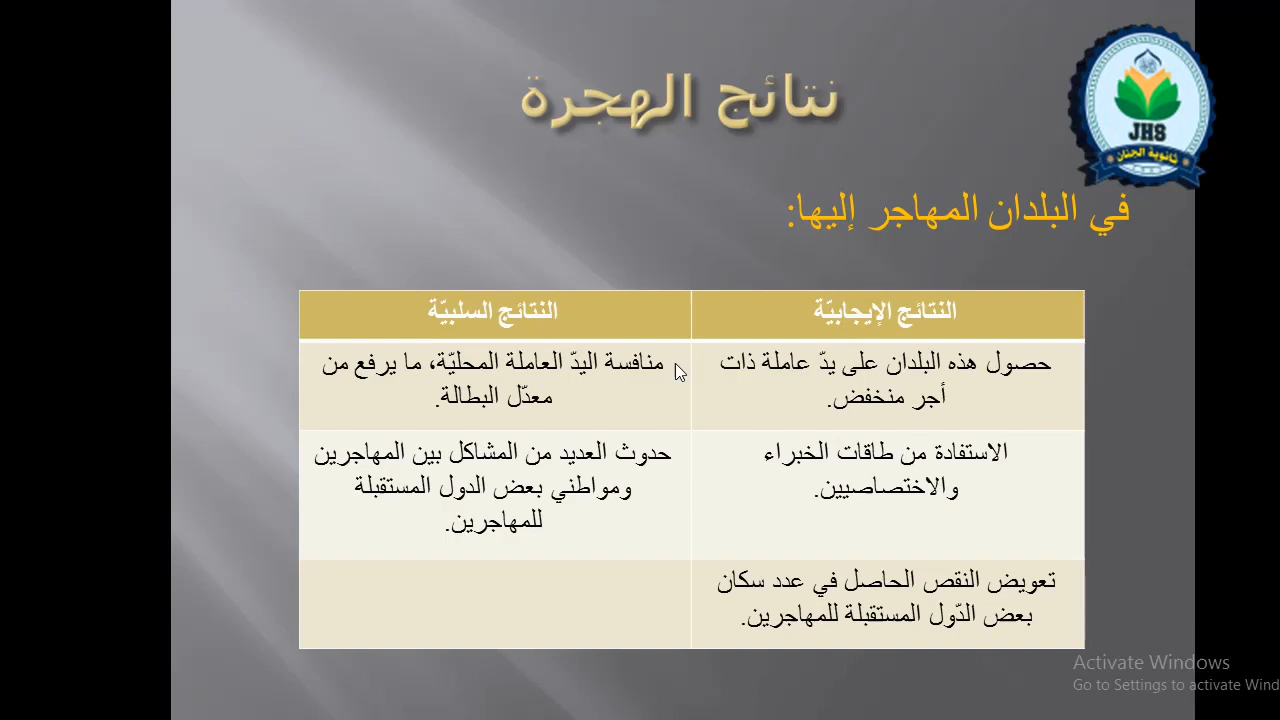 نتائج الهجرة
JHS
ثانوية الجنان
في البلدان المهاجر إليها:
النتائج الإيجابيّة
النتائج السلبيّة
حصول هذه البلدان على يدّ عاملة ذات
أجر منخفض.
منافسة اليدّ العاملة المحليّة، ما يرفع من
معدّل البطالة.
الاستفادة من طاقات الخبراء
والاختصاصيين.
حدوث العديد من المشاكل بين المهاجرين
ومواطني بعض الدول المستقبلة
للمهاجرين.
تعويض النقص الحاصل في عدد سكان
بعض الدّول المستقبلة للمهاجرين.
Activate Windows
Go to Settings to activate Wind